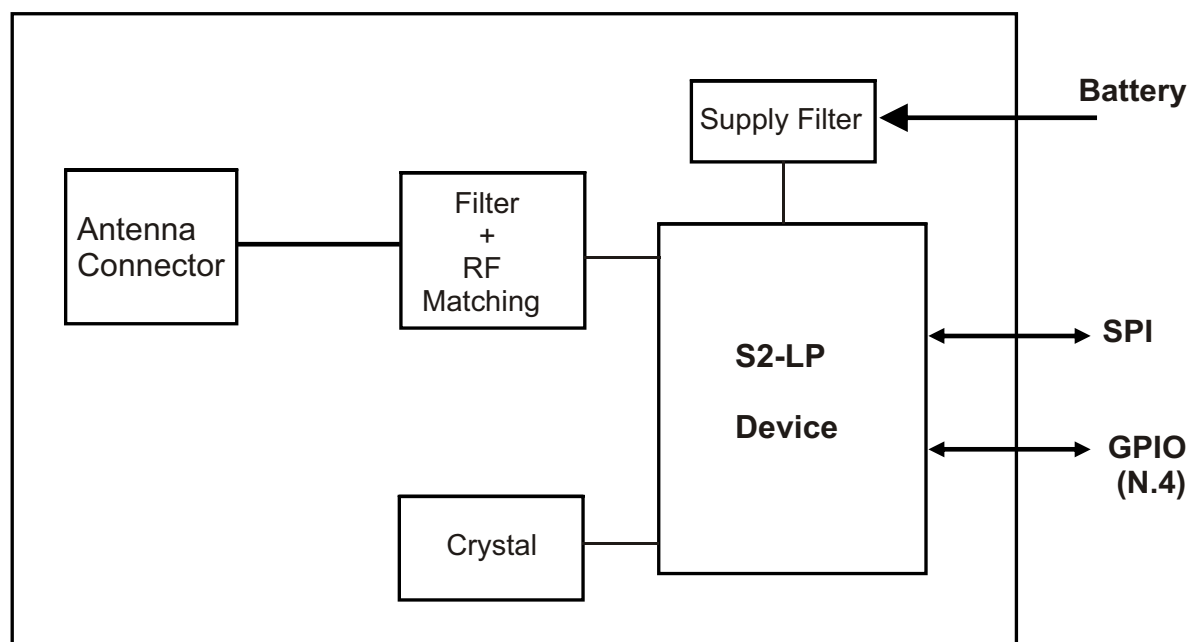 Battery
Supply Filter
Antenna
Connector
Filter
+
RF
Matching
S2-LP
Device
SPI
GPIO
(N.4)
Crystal